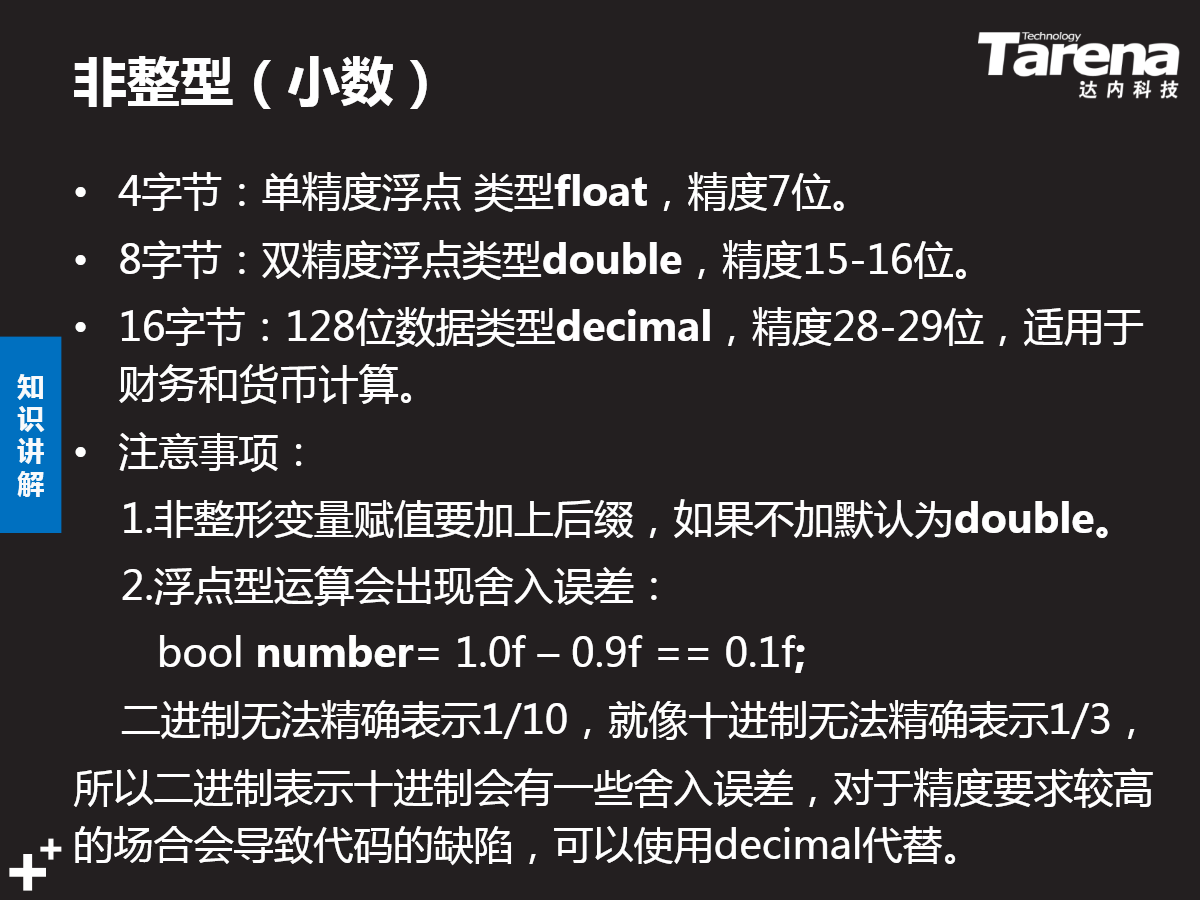 非整型（小数）
Technology
Tarena
达内科技
• 4字节：单精度浮点 类型float，精度7位。
• 8字节：双精度浮点类型double，精度15-16位。
• 16字节：128位数据类型decimal，精度28-29位，适用于
财务和货币计算。
知识讲解
• 注意事项：
1.非整形变量赋值要加上后缀，如果不加默认为double。
2.浮点型运算会出现舍入误差：
bool number= 1.0f – 0.9f == 0.1f;
二进制无法精确表示1/10，就像十进制无法精确表示1/3，
所以二进制表示十进制会有一些舍入误差，对于精度要求较高
的场合会导致代码的缺陷，可以使用decimal代替。